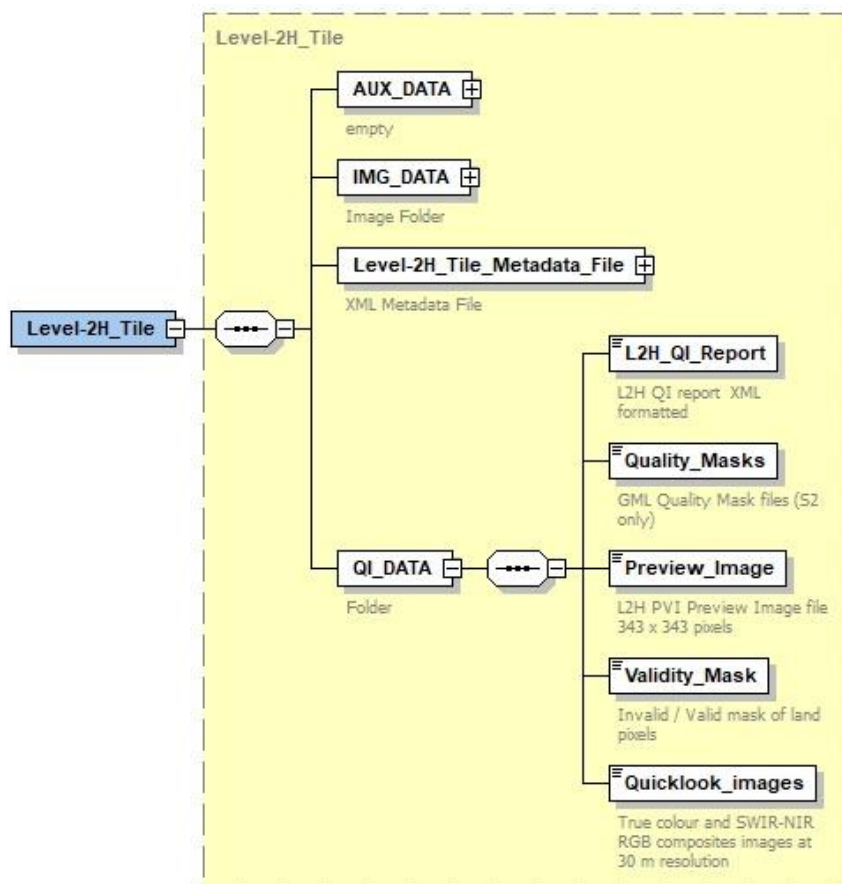 Level-2H_Tile
AUX_DATA
empty
IMG_DATA
Image Folder
Level-2H_Tile_Metadata_File
XML Metadata File
Level-2H_Tile
L2H_QI_Report
L2H QI report XML
formatted
Quality_Masks
GML Quality Mask files (S2
only)
QI_DATA
Folder
Preview_Image
L2H PVI Preview Image file
343 x 343 pixels
Validity_Mask
Invalid / Valid mask of land
pixels
Quicklook_images
True colour and SWIR-NIR
RGB composites images at
30 m resolution